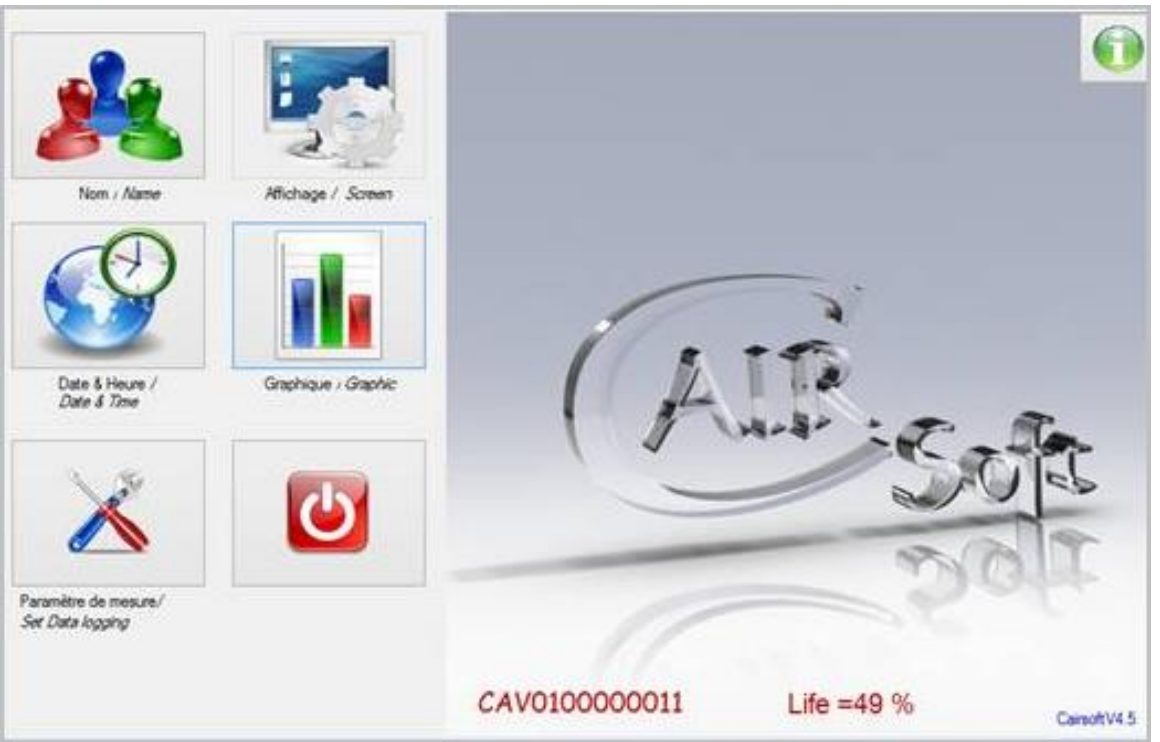 Nom / Name
Affichage / Screen
Date & Heure /
Date & Time
Graphique / Graphic
Paramètre de mesure/
Set Data logging
CAIR
Soft
CAV0100000011
Life =49 %
CairsoftV4.5